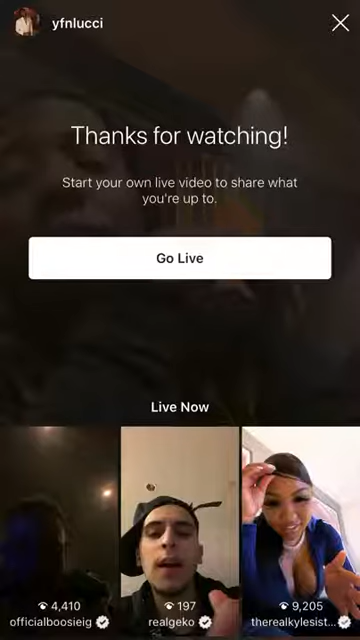 yfnlucci
Thanks for watching!
Start your own live video to share what
you're up to.
Go Live
Live Now
4,410
officialboosieig
197
realgeko
9,205
therealkylesist...